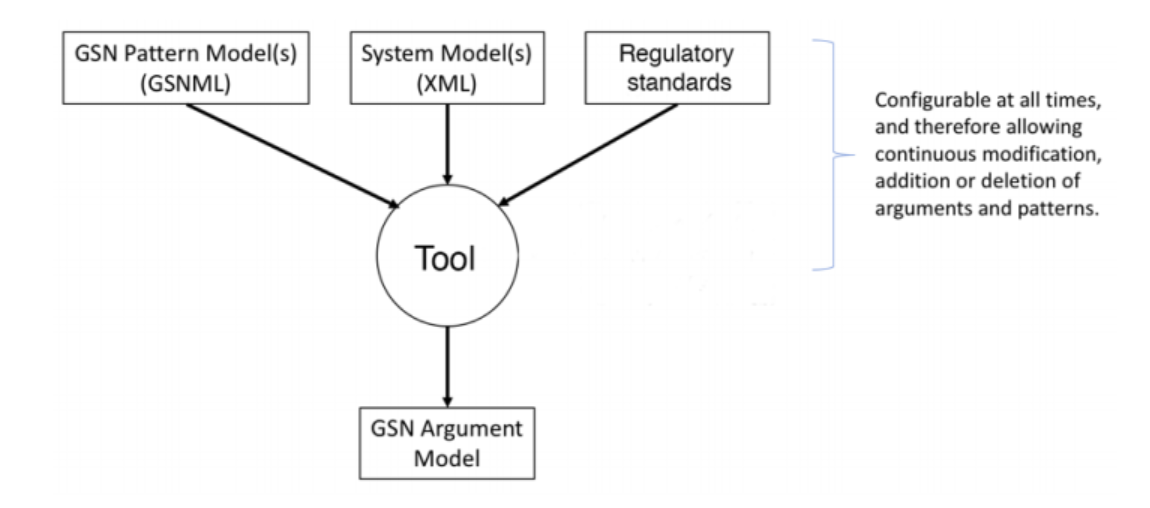 GSN Pattern Model(s)
(GSNML)
System Model(s)
(XML)
Regulatory
standards
Configurable at all times,
and therefore allowing
continuous modification,
addition or deletion of
arguments and patterns.
Tool
GSN Argument
Model